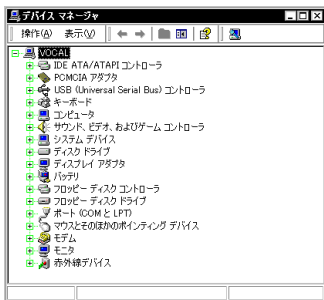 デバイス マネージャ
操作(A) 表示(V)
VOCAL
IDE ATA/ATAPI コントローラ
PCMCIA アダプタ
USB (Universal Serial Bus) コントローラ
キーボード
コンピュータ
サウンド、ビデオ、およびゲーム コントローラ
システム デバイス
ディスク ドライブ
ディスプレイ アダプタ
バッテリ
フロッピー ディスク コントローラ
フロッピー ディスク ドライブ
ポート (COM と LPT)
マウスとそのほかのポインティング デバイス
モデム
モニタ
赤外線デバイス